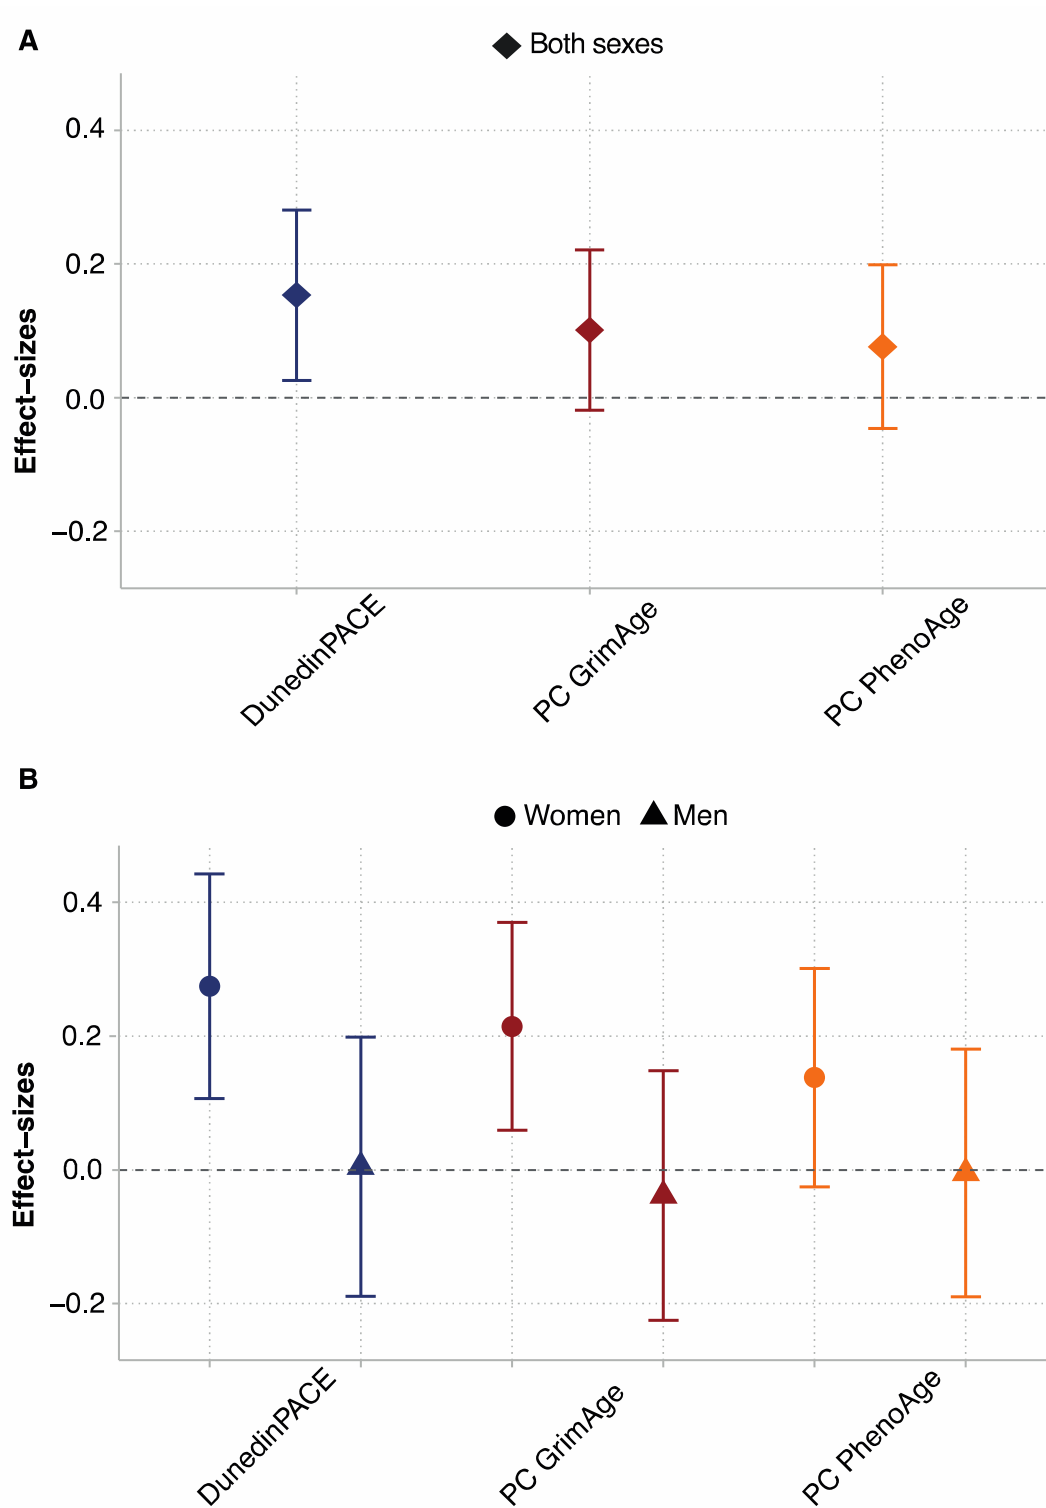 A
Both sexes
0.4
0.2
0.0
−0.2
Effect−sizes
DunedinPACE
PC GrimAge
PC PhenoAge
B
Women Men
0.4
0.2
0.0
−0.2
Effect−sizes
DunedinPACE
PC GrimAge
PC PhenoAge